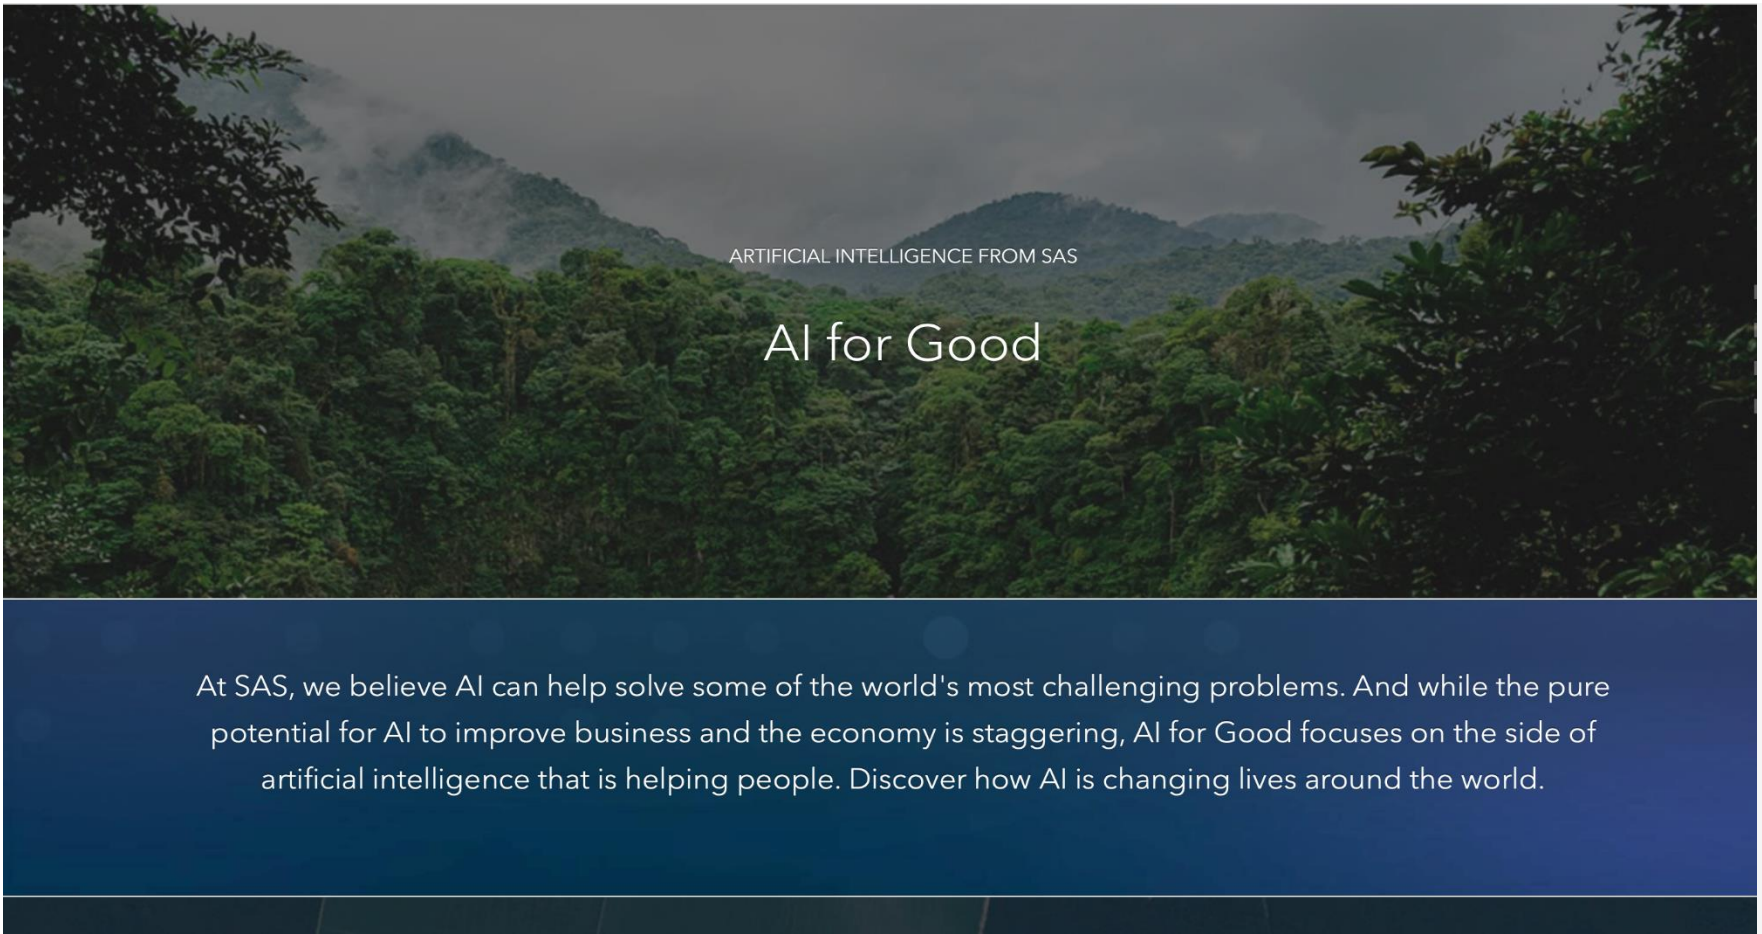 ARTIFICIAL INTELLIGENCE FROM SAS
AI for Good
At SAS, we believe AI can help solve some of the world's most challenging problems. And while the pure
potential for AI to improve business and the economy is staggering, AI for Good focuses on the side of
artificial intelligence that is helping people. Discover how AI is changing lives around the world.